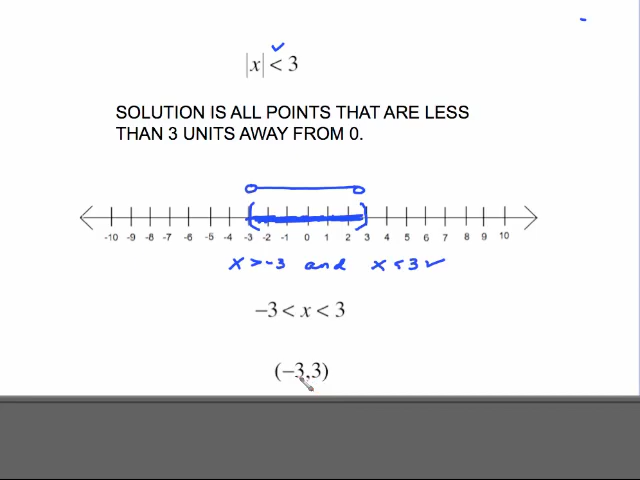 |x| < 3
SOLUTION IS ALL POINTS THAT ARE LESS
THAN 3 UNITS AWAY FROM 0.
-10 -9 -8 -7 -6 -5 -4 -3 -2 -1 0 1 2 3 4 5 6 7 8 9 10
x > -3 and x < 3
−3 < x < 3
(−3,3)